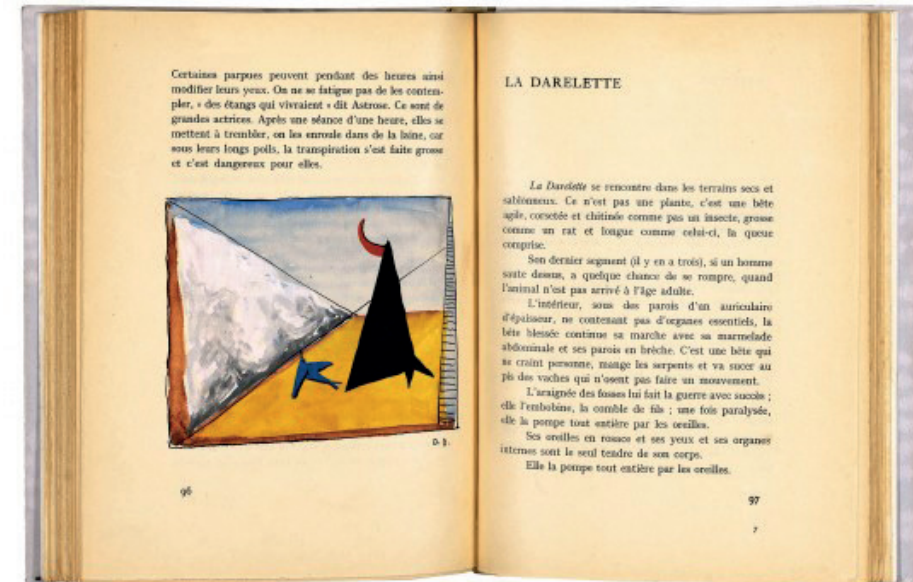 Certaines parpues peuvent pendant des heures ainsi
modifier leurs yeux. On ne se fatigue pas de les contem-
pler, « des étangs qui vivraient » dit Astrose. Ce sont de
grandes actrices. Après une séance d'une heure, elles se
mettent à trembler, on les enroule dans de la laine, car
sous leurs longs poils, la transpiration s'est faite grosse
et c'est dangereux pour elles.
D. B.
96
LA DARELETTE
La Darelette se rencontre dans les terrains secs et
sablonneux. Ce n'est pas une plante, c'est une bête
agile, corsetée et chitinée comme pas un insecte, grosse
comme un rat et longue comme celui-ci, la queue
comprise.
Son dernier segment (il y en a trois), si un homme
saute dessus, a quelque chance de se rompre, quand
l'animal n'est pas arrivé à l'âge adulte.
L'intérieur, sous des parois d'un auriculaire
d'épaisseur, ne contenant pas d'organes essentiels, la
bête blessée continue sa marche avec sa marmelade
abdominale et ses parois en brèche. C'est une bête qui
ne craint personne, mange les serpents et va sucer au
pis des vaches qui n'osent pas faire un mouvement.
L'araignée des fosses lui fait la guerre avec succès ;
elle l'embobine, la comble de fils ; une fois paralysée,
elle la pompe tout entière par les oreilles.
Ses oreilles en rosace et ses yeux et ses organes
internes sont le seul tendre de son corps.
Elle la pompe tout entière par les oreilles.
97
7